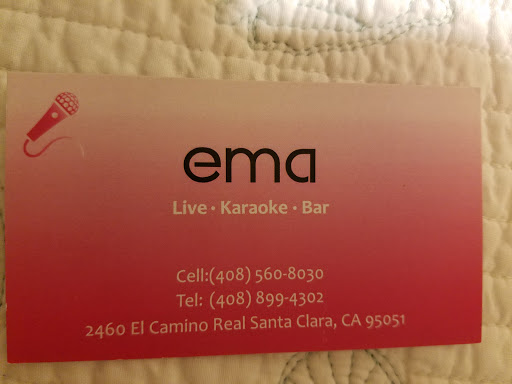 ema
Live · Karaoke · Bar
Cell:(408) 560-8030
Tel: (408) 899-4302
2460 El Camino Real Santa Clara, CA 95051